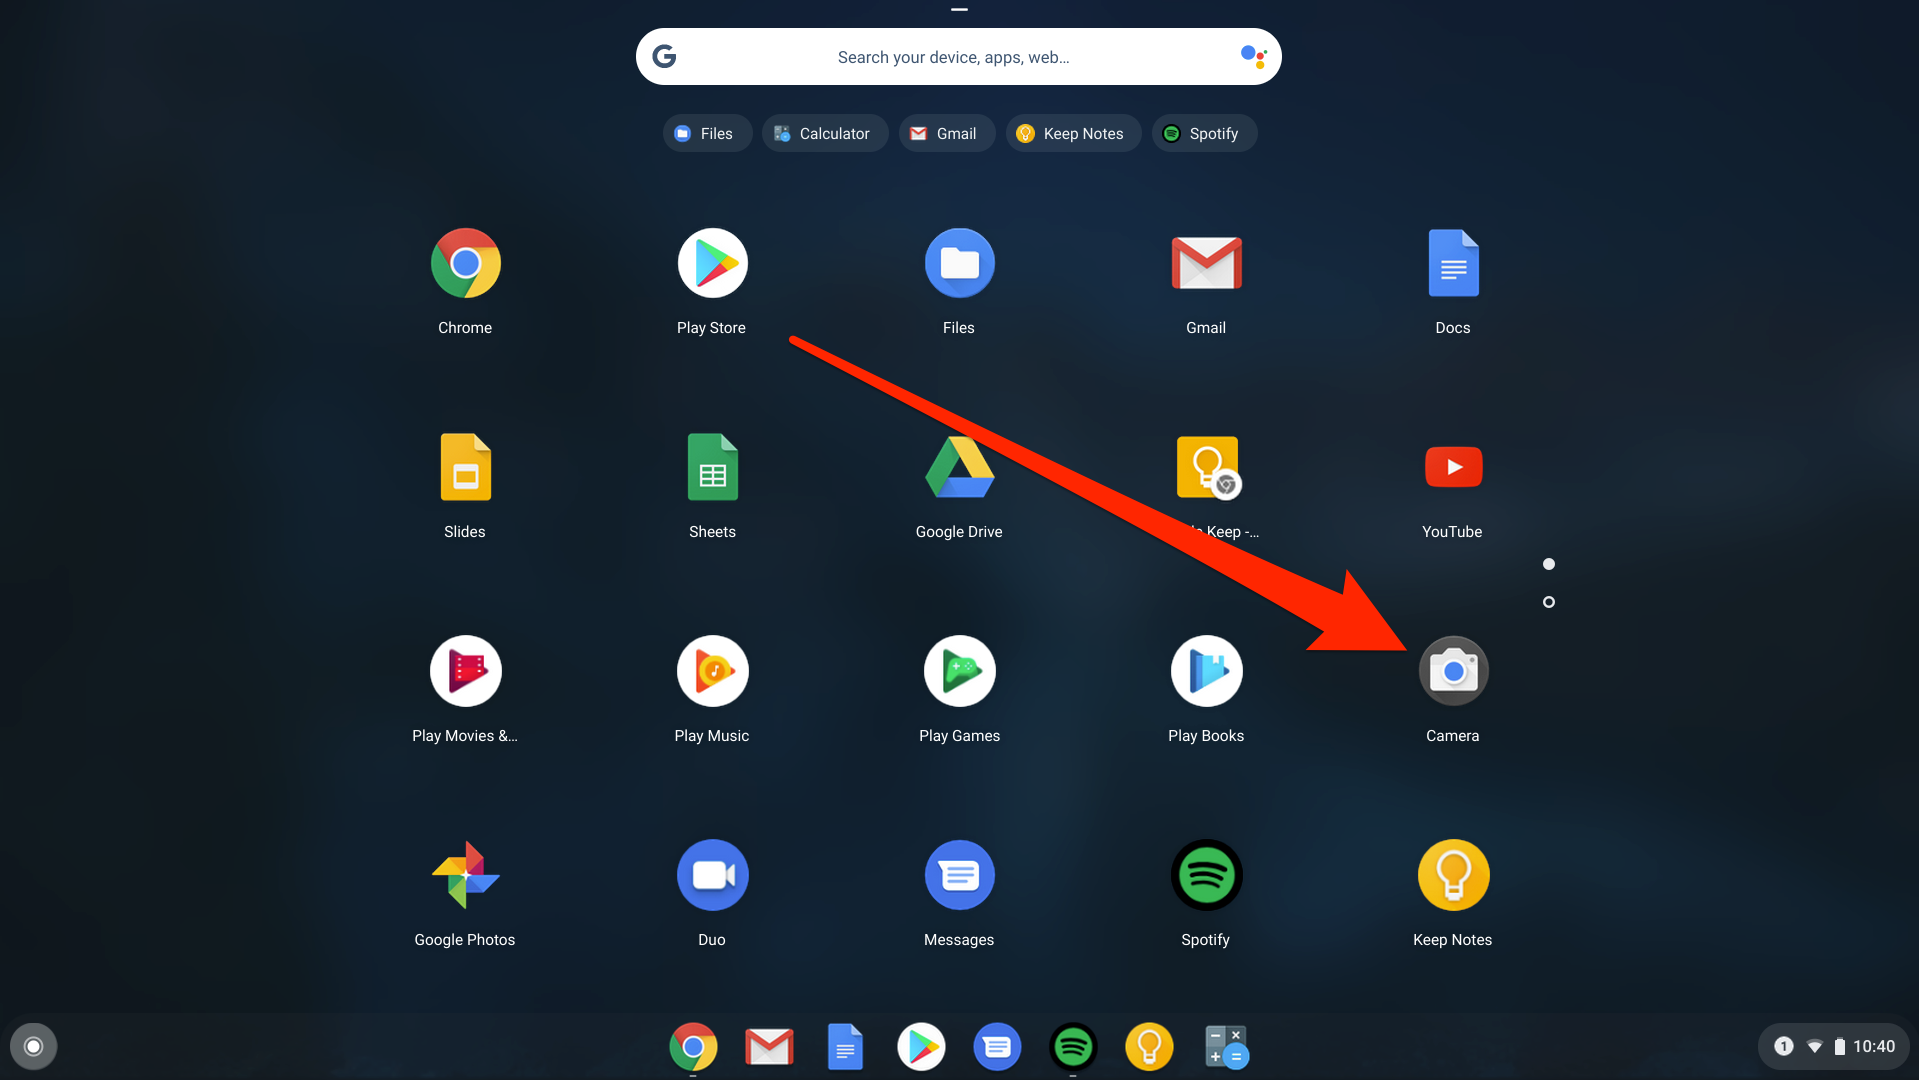 G
Search your device, apps, web...
Files Calculator Gmail Keep Notes Spotify
Chrome Play Store Files Gmail Docs
Slides Sheets Google Drive Keep -... YouTube
Play Movies &... Play Music Play Games Play Books Camera
Google Photos Duo Messages Spotify Keep Notes
1 10:40